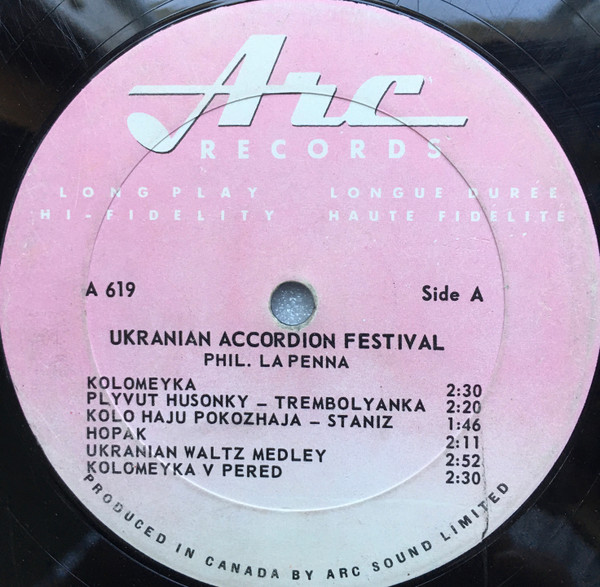 Arc
RECORDS
LONG PLAY LONGUE DUREE
HI-FIDELITY HAUTE FIDELITE
A 619 Side A
UKRANIAN ACCORDION FESTIVAL
PHIL. LA PENNA
KOLOMEYKA 2:30
PLYVUT HUSONKY – TREMBOLYANKA 2:20
KOLO HAJU POKOZHAJA – STANIZ 1:46
HOPAK 2:11
UKRANIAN WALTZ MEDLEY 2:52
KOLOMEYKA V PERED 2:30
PRODUCED IN CANADA BY ARC SOUND LIMITED